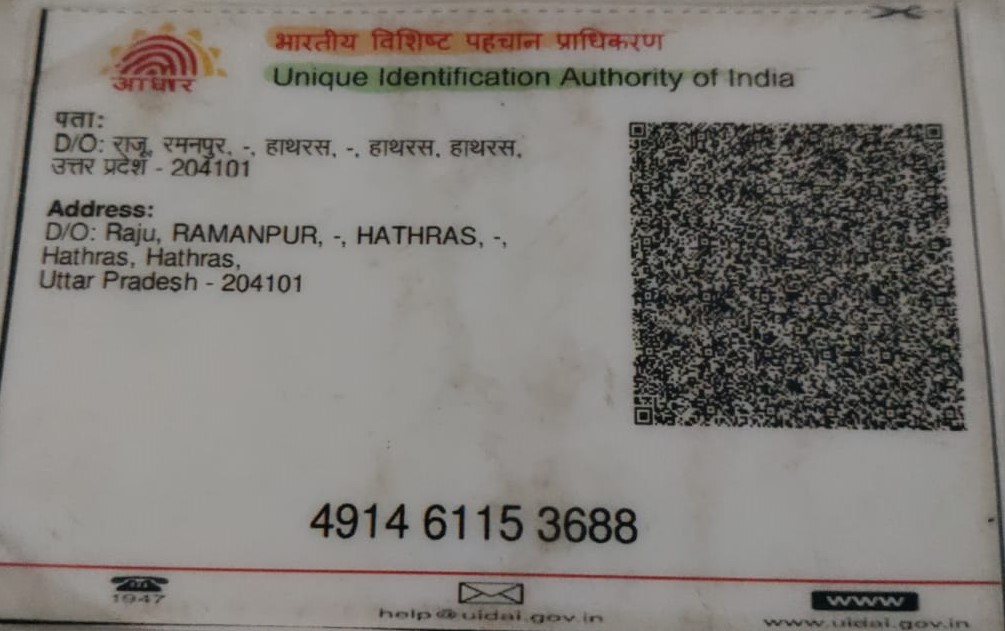 भारतीय विशिष्ट पहचान प्राधिकरण
Unique Identification Authority of India
आधार
पता:
D/O: राजू, रमनपुर, -, हाथरस, -, हाथरस, हाथरस,
उत्तर प्रदेश - 204101
Address:
D/O: Raju, RAMANPUR, -, HATHRAS, -,
Hathras, Hathras,
Uttar Pradesh - 204101
4914 6115 3688
1947
help@uidai.gov.in
www
www.uidai.gov.in